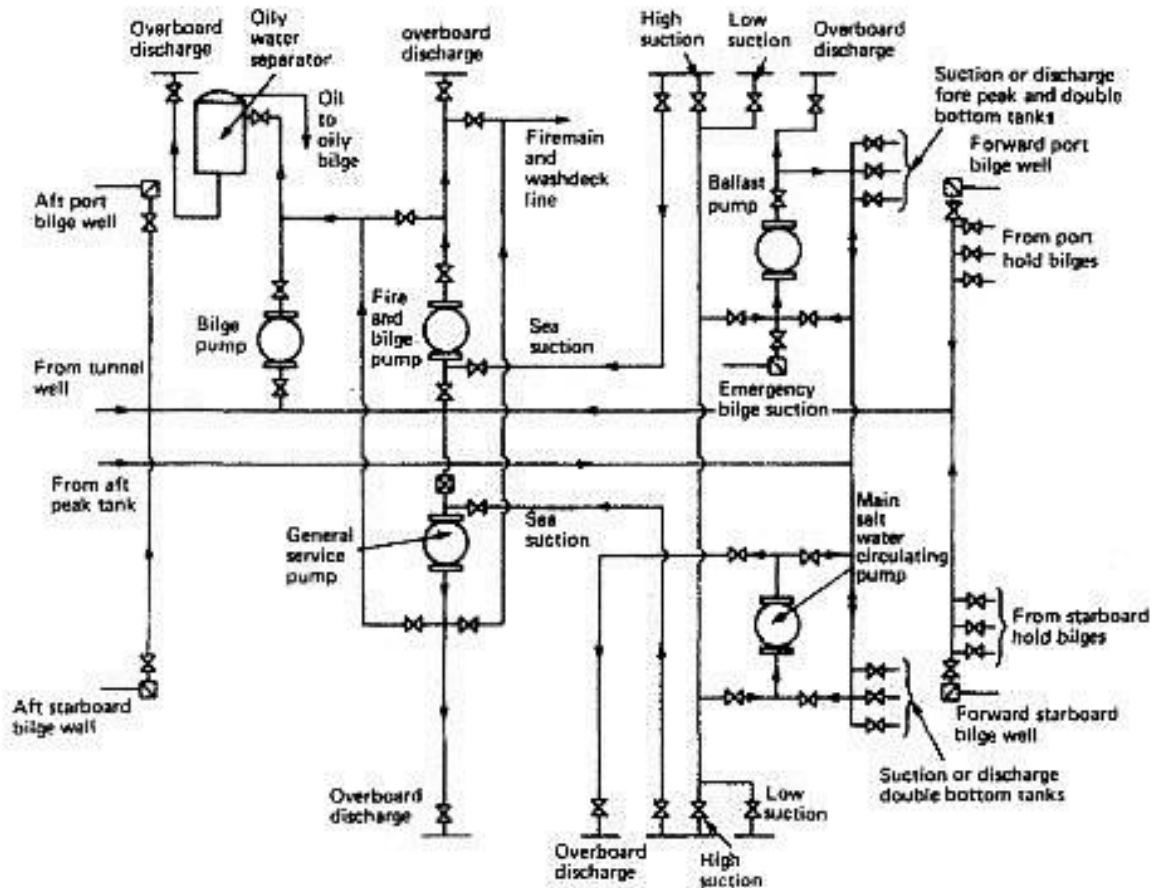 Overboard
discharge
Oily
water
separator
overboard
discharge
High
suction
Low
suction
Overboard
discharge
Suction or discharge
fore peak and double
bottom tanks
Oil
to
oily
bilge
Firemain
and
washdeck
line
Forward port
bilge well
Aft port
bilge well
Ballast
pump
From port
hold bilges
Bilge
pump
Fire
and
bilge pump
Sea
suction
From tunnel
well
Emergency
bilge suction
From aft
peak tank
General
service
pump
Sea
suction
Main
salt
water
circulating
pump
From starboard
hold bilges
Aft starboard
bilge well
Forward starboard
bilge well
Overboard
discharge
Overboard
discharge
Low
suction
High
suction
Suction or discharge
double bottom tanks